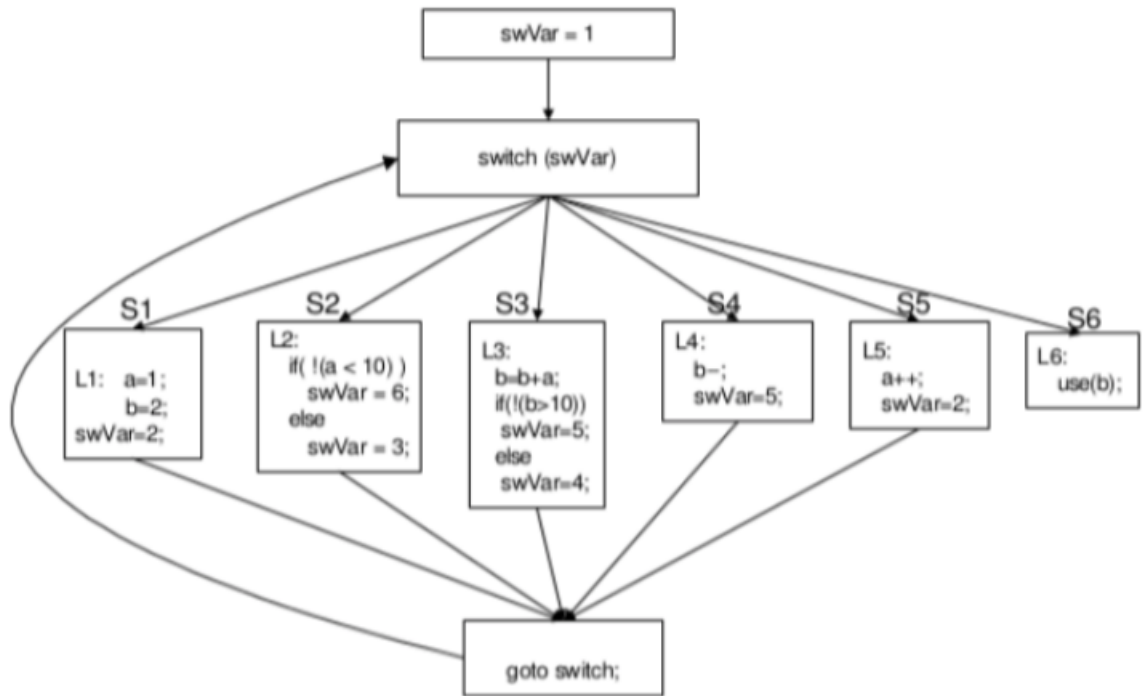 swVar = 1
switch (swVar)
S1
L1: a=1;
b=2;
swVar=2;
S2
L2:
if( !(a < 10) )
swVar = 6;
else
swVar = 3;
S3
L3:
b=b+a;
if(!(b>10))
swVar=5;
else
swVar=4;
S4
L4:
b–;
swVar=5;
S5
L5:
a++;
swVar=2;
S6
L6:
use(b);
goto switch;